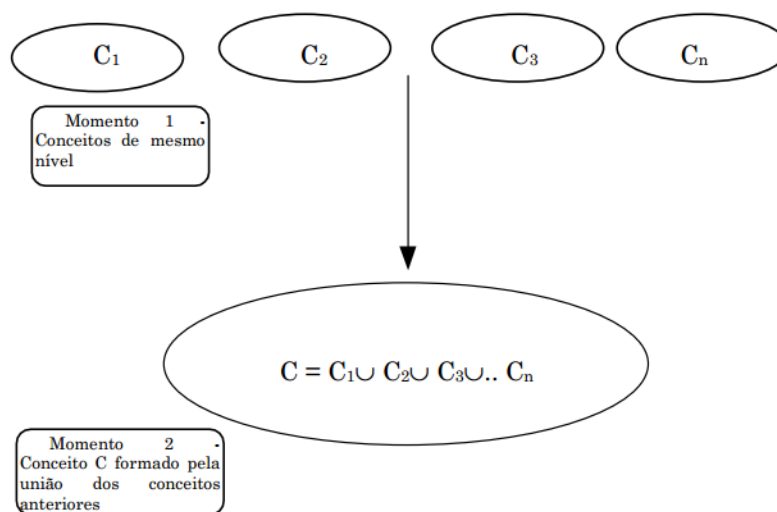 C₁
C₂
C₃
Cₙ
Momento 1 -
Conceitos de mesmo
nível
C = C₁∪ C₂∪ C₃∪.. Cₙ
Momento 2 -
Conceito C formado pela
união dos conceitos
anteriores